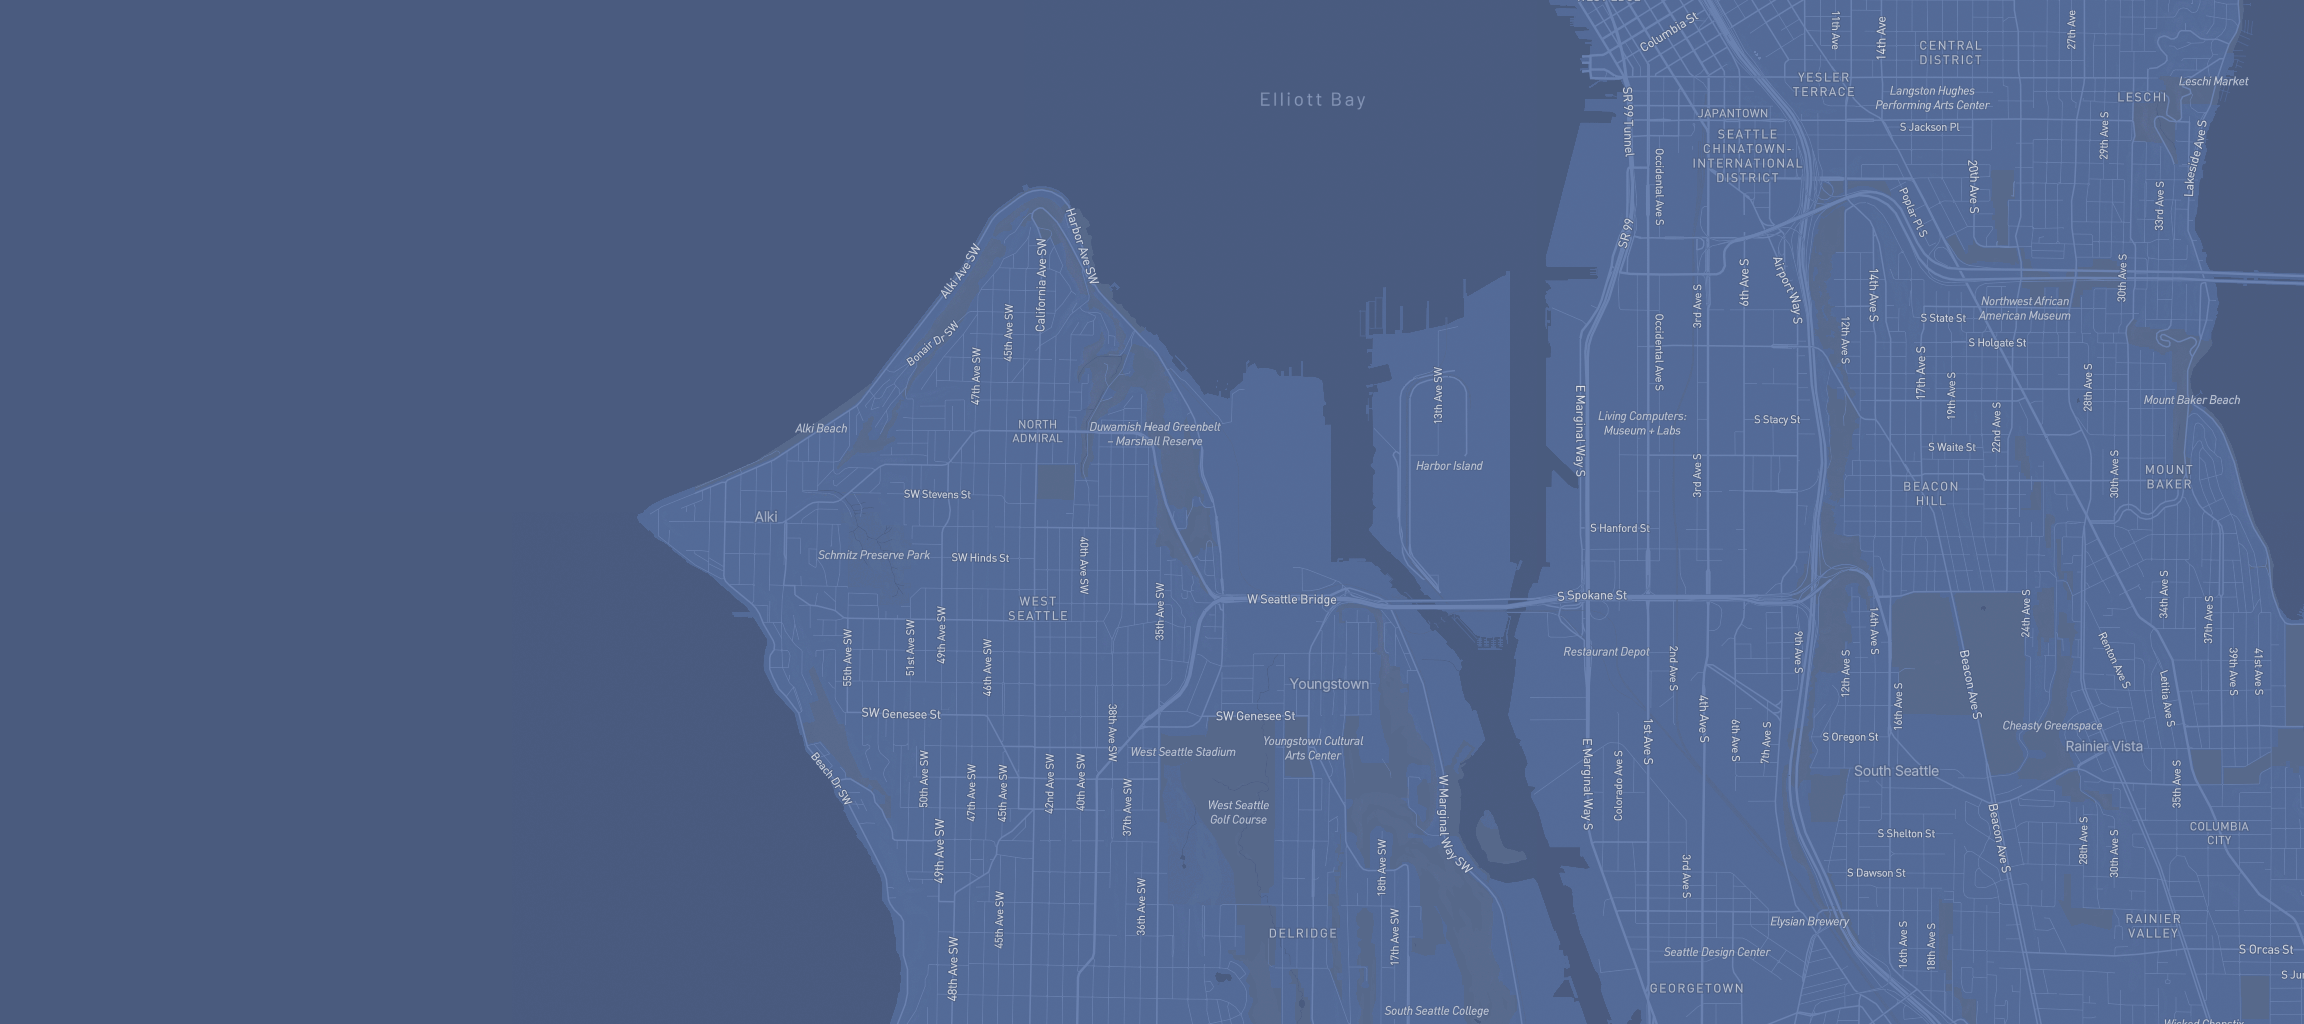 Columbia St
11th Ave
14th Ave
27th Ave
CENTRAL
DISTRICT
YESLER
TERRACE
Langston Hughes
Performing Arts Center
Leschi Market
LESCHI
Elliott Bay
SR 99 Tunnel
JAPANTOWN
SEATTLE
CHINATOWN-
INTERNATIONAL
DISTRICT
S Jackson Pl
29th Ave S
Lakeside Ave S
Occidental Ave S
20th Ave S
33rd Ave S
Poplar Pl S
SR 99
Harbor Ave SW
Alki Ave SW
California Ave SW
6th Ave S
Airport Way S
14th Ave S
30th Ave S
3rd Ave S
Northwest African
American Museum
S State St
45th Ave SW
Bonair Dr SW
Occidental Ave S
12th Ave S
S Holgate St
47th Ave SW
17th Ave S
19th Ave S
28th Ave S
13th Ave SW
Mount Baker Beach
E Marginal Way S
Living Computers:
Museum + Labs
S Stacy St
22nd Ave S
Alki Beach
NORTH
ADMIRAL
Duwamish Head Greenbelt
– Marshall Reserve
S Waite St
Harbor Island
3rd Ave S
30th Ave S
MOUNT
BAKER
BEACON
HILL
SW Stevens St
Alki
S Hanford St
Schmitz Preserve Park
SW Hinds St
40th Ave SW
WEST
SEATTLE
35th Ave SW
W Seattle Bridge
S Spokane St
14th Ave S
24th Ave S
34th Ave S
37th Ave S
55th Ave SW
51st Ave SW
49th Ave SW
46th Ave SW
Restaurant Depot
2nd Ave S
9th Ave S
12th Ave S
Renton Ave S
39th Ave S
41st Ave S
Youngstown
Beacon Ave S
Letitia Ave S
SW Genesee St
38th Ave SW
SW Genesee St
4th Ave S
16th Ave S
West Seattle Stadium
Youngstown Cultural
Arts Center
1st Ave S
6th Ave S
7th Ave S
S Oregon St
Cheasty Greenspace
Rainier Vista
Beach Dr SW
50th Ave SW
47th Ave SW
45th Ave SW
42nd Ave SW
40th Ave SW
37th Ave SW
E Marginal Way S
Colorado Ave S
South Seattle
35th Ave S
West Seattle
Golf Course
W Marginal Way SW
S Shelton St
Beacon Ave S
28th Ave S
30th Ave S
COLUMBIA
CITY
49th Ave SW
18th Ave SW
3rd Ave S
S Dawson St
45th Ave SW
36th Ave SW
DELRIDGE
17th Ave SW
Elysian Brewery
16th Ave S
18th Ave S
RAINIER
VALLEY
48th Ave SW
Seattle Design Center
S Orcas St
GEORGETOWN
South Seattle College